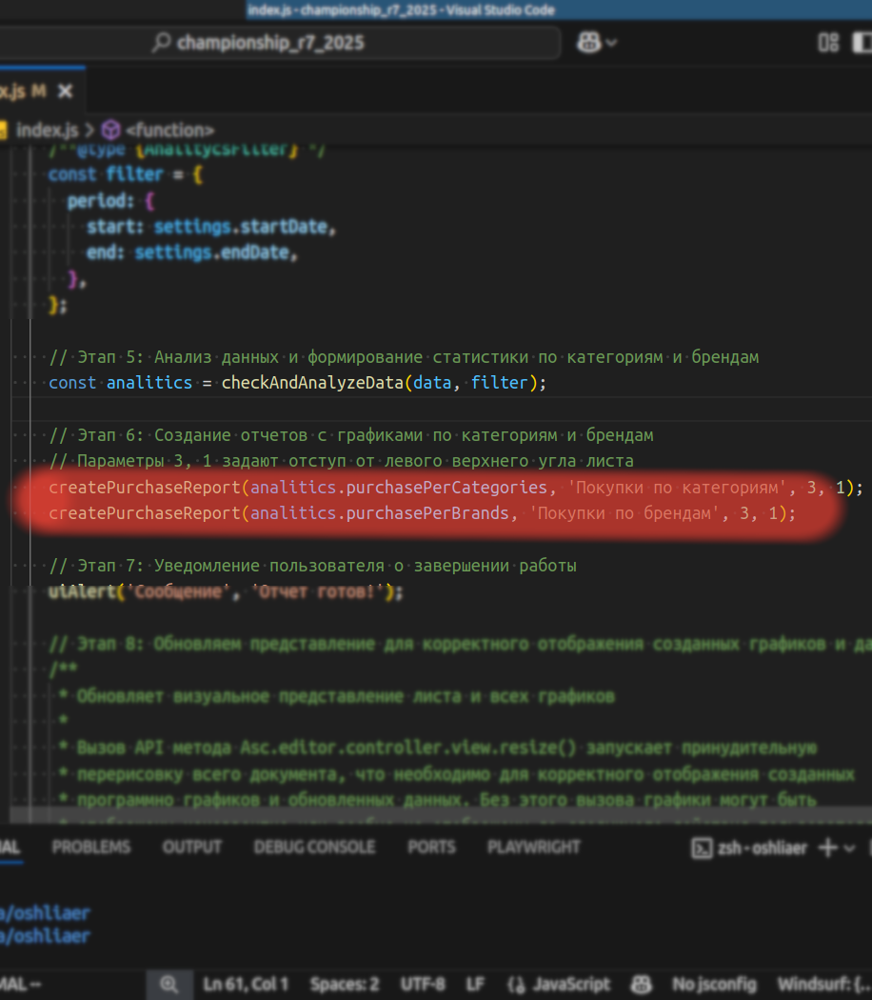 index.js - championship_r7_2025 - Visual Studio Code
championship_r7_2025
x.js M
index.js > <function>
/**@type {AnalitycsFilter} */
const filter = {
period: {
start: settings.startDate,
end: settings.endDate,
},
};
// Этап 5: Анализ данных и формирование статистики по категориям и брендам
const analitics = checkAndAnalyzeData(data, filter);
// Этап 6: Создание отчетов с графиками по категориям и брендам
// Параметры 3, 1 задают отступ от левого верхнего угла листа
createPurchaseReport(analitics.purchasePerCategories, 'Покупки по категориям', 3, 1);
createPurchaseReport(analitics.purchasePerBrands, 'Покупки по брендам', 3, 1);
// Этап 7: Уведомление пользователя о завершении работы
uiAlert('Сообщение', 'Отчет готов!');
// Этап 8: Обновляем представление для корректного отображения созданных графиков и да
/**
* Обновляет визуальное представление листа и всех графиков
*
* Вызов API метода Asc.editor.controller.view.resize() запускает принудительную
* перерисовку всего документа, что необходимо для корректного отображения созданных
* программно графиков и обновленных данных. Без этого вызова графики могут быть
AL PROBLEMS OUTPUT DEBUG CONSOLE PORTS PLAYWRIGHT
zsh - oshliaer
a/oshliaer
a/oshliaer
MAL -- Ln 61, Col 1 Spaces: 2 UTF-8 LF {} JavaScript No jsconfig Windsurf: {...